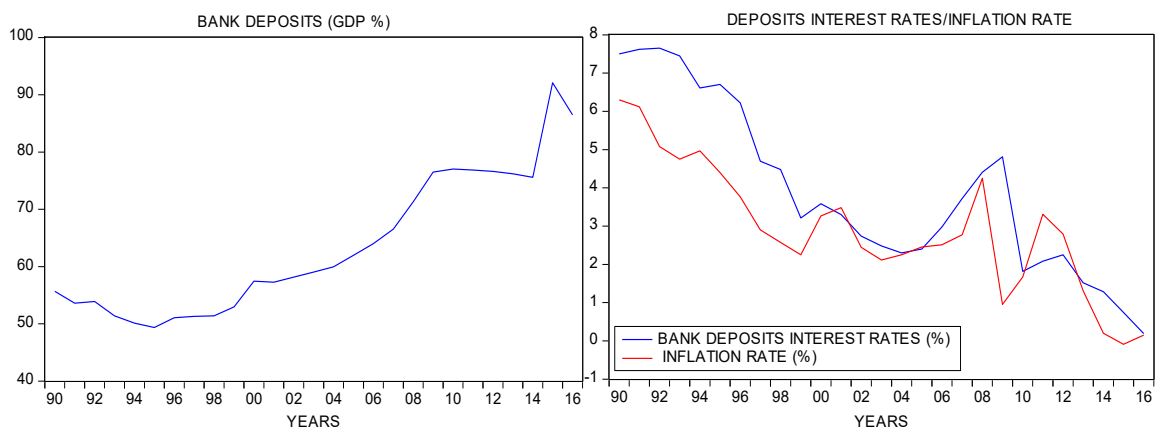 BANK DEPOSITS (GDP %)
100
90
80
70
60
50
40
90 92 94 96 98 00 02 04 06 08 10 12 14 16
YEARS
DEPOSITS INTEREST RATES/INFLATION RATE
8
7
6
5
4
3
2
1
0
-1
BANK DEPOSITS INTEREST RATES (%)
INFLATION RATE (%)
90 92 94 96 98 00 02 04 06 08 10 12 14 16
YEARS